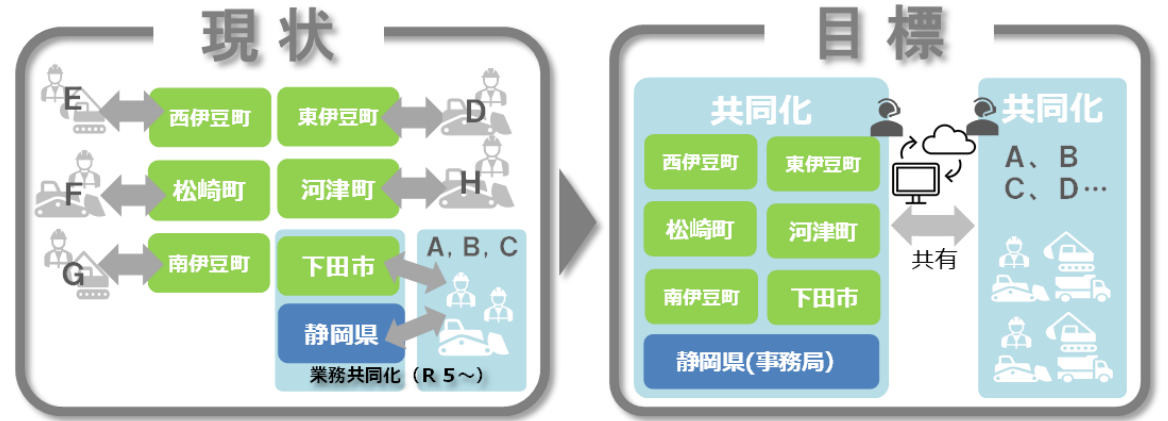 現状
E
西伊豆町
東伊豆町
D
F
松崎町
河津町
H
G
南伊豆町
下田市
A, B, C
静岡県
業務共同化（R５～）
目標
共同化
西伊豆町
東伊豆町
松崎町
河津町
南伊豆町
下田市
静岡県(事務局）
共有
共同化
A、B
C、D…